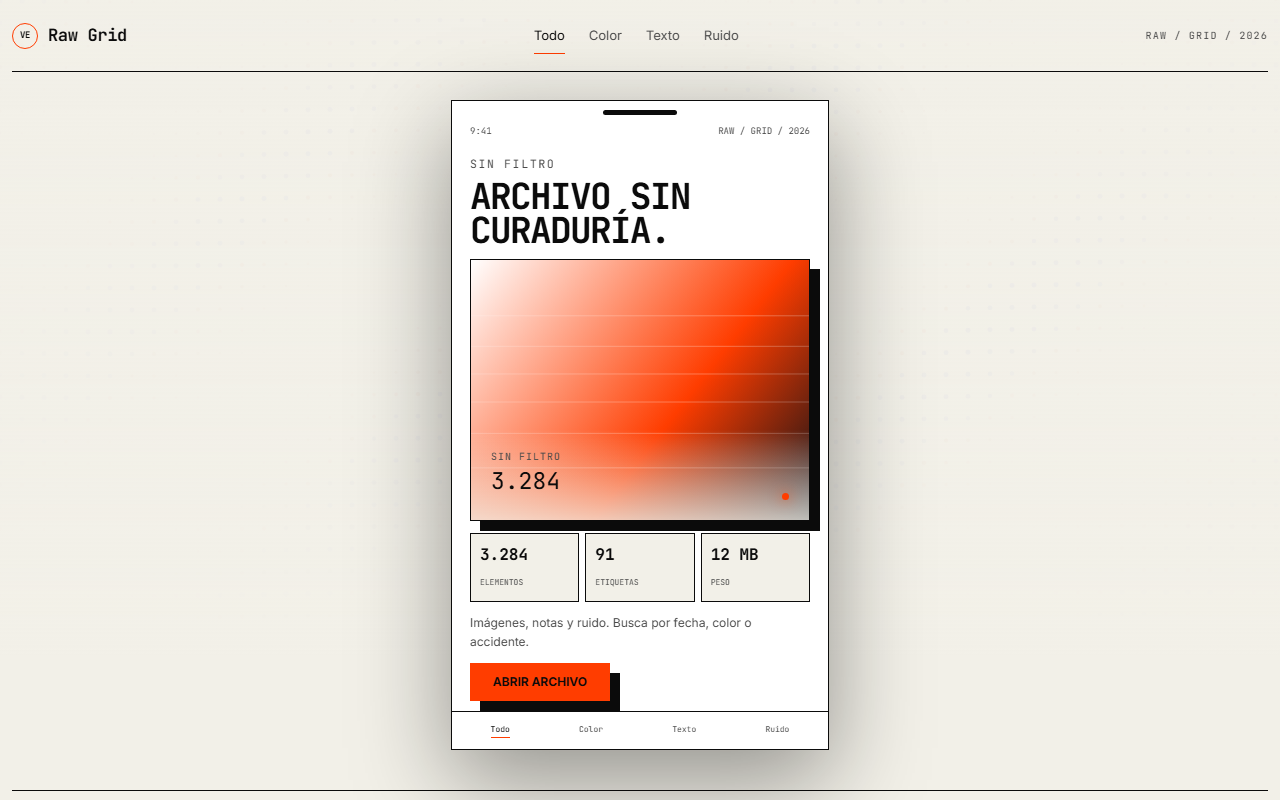 VE
Raw Grid
Todo
Color
Texto
Ruido
RAW / GRID / 2026
9:41
RAW / GRID / 2026
SIN FILTRO
ARCHIVO SIN
CURADURÍA.
SIN FILTRO
3.284
3.284
ELEMENTOS
91
ETIQUETAS
12 MB
PESO
Imágenes, notas y ruido. Busca por fecha, color o
accidente.
ABRIR ARCHIVO
Todo
Color
Texto
Ruido